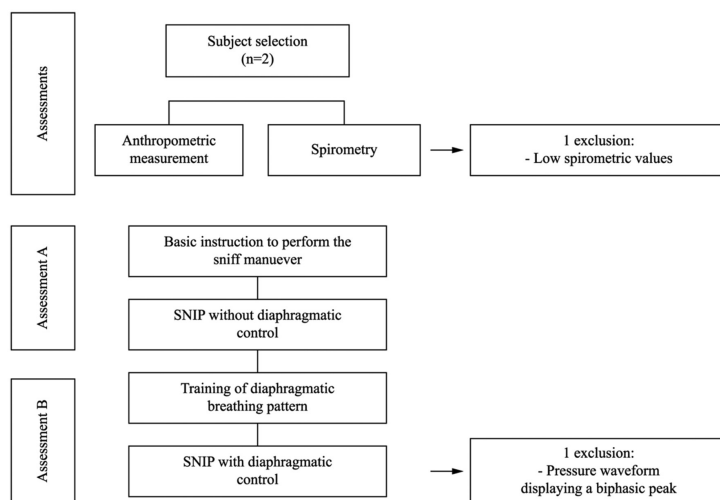 Assessments
Subject selection
(n=2)
Anthropometric
measurement
Spirometry
1 exclusion:
- Low spirometric values
Assessment A
Basic instruction to perform the
sniff manuever
SNIP without diaphragmatic
control
Assessment B
Training of diaphragmatic
breathing pattern
SNIP with diaphragmatic
control
1 exclusion:
- Pressure waveform
displaying a biphasic peak